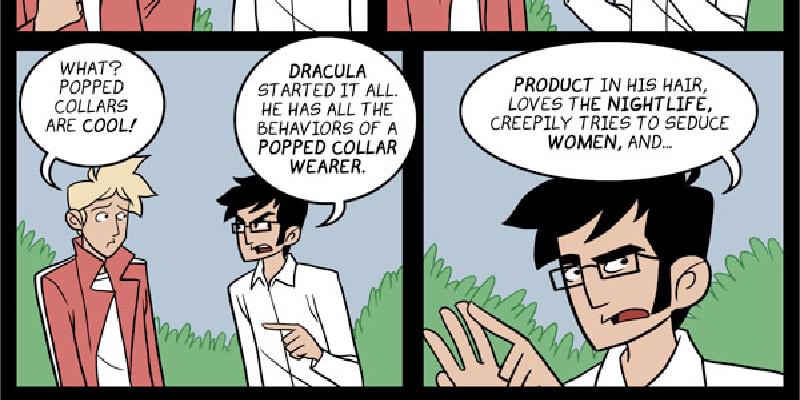 WHAT?
POPPED
COLLARS
ARE COOL!
DRACULA
STARTED IT ALL.
HE HAS ALL THE
BEHAVIORS OF A
POPPED COLLAR
WEARER.
PRODUCT IN HIS HAIR,
LOVES THE NIGHTLIFE,
CREEPILY TRIES TO SEDUCE
WOMEN, AND...